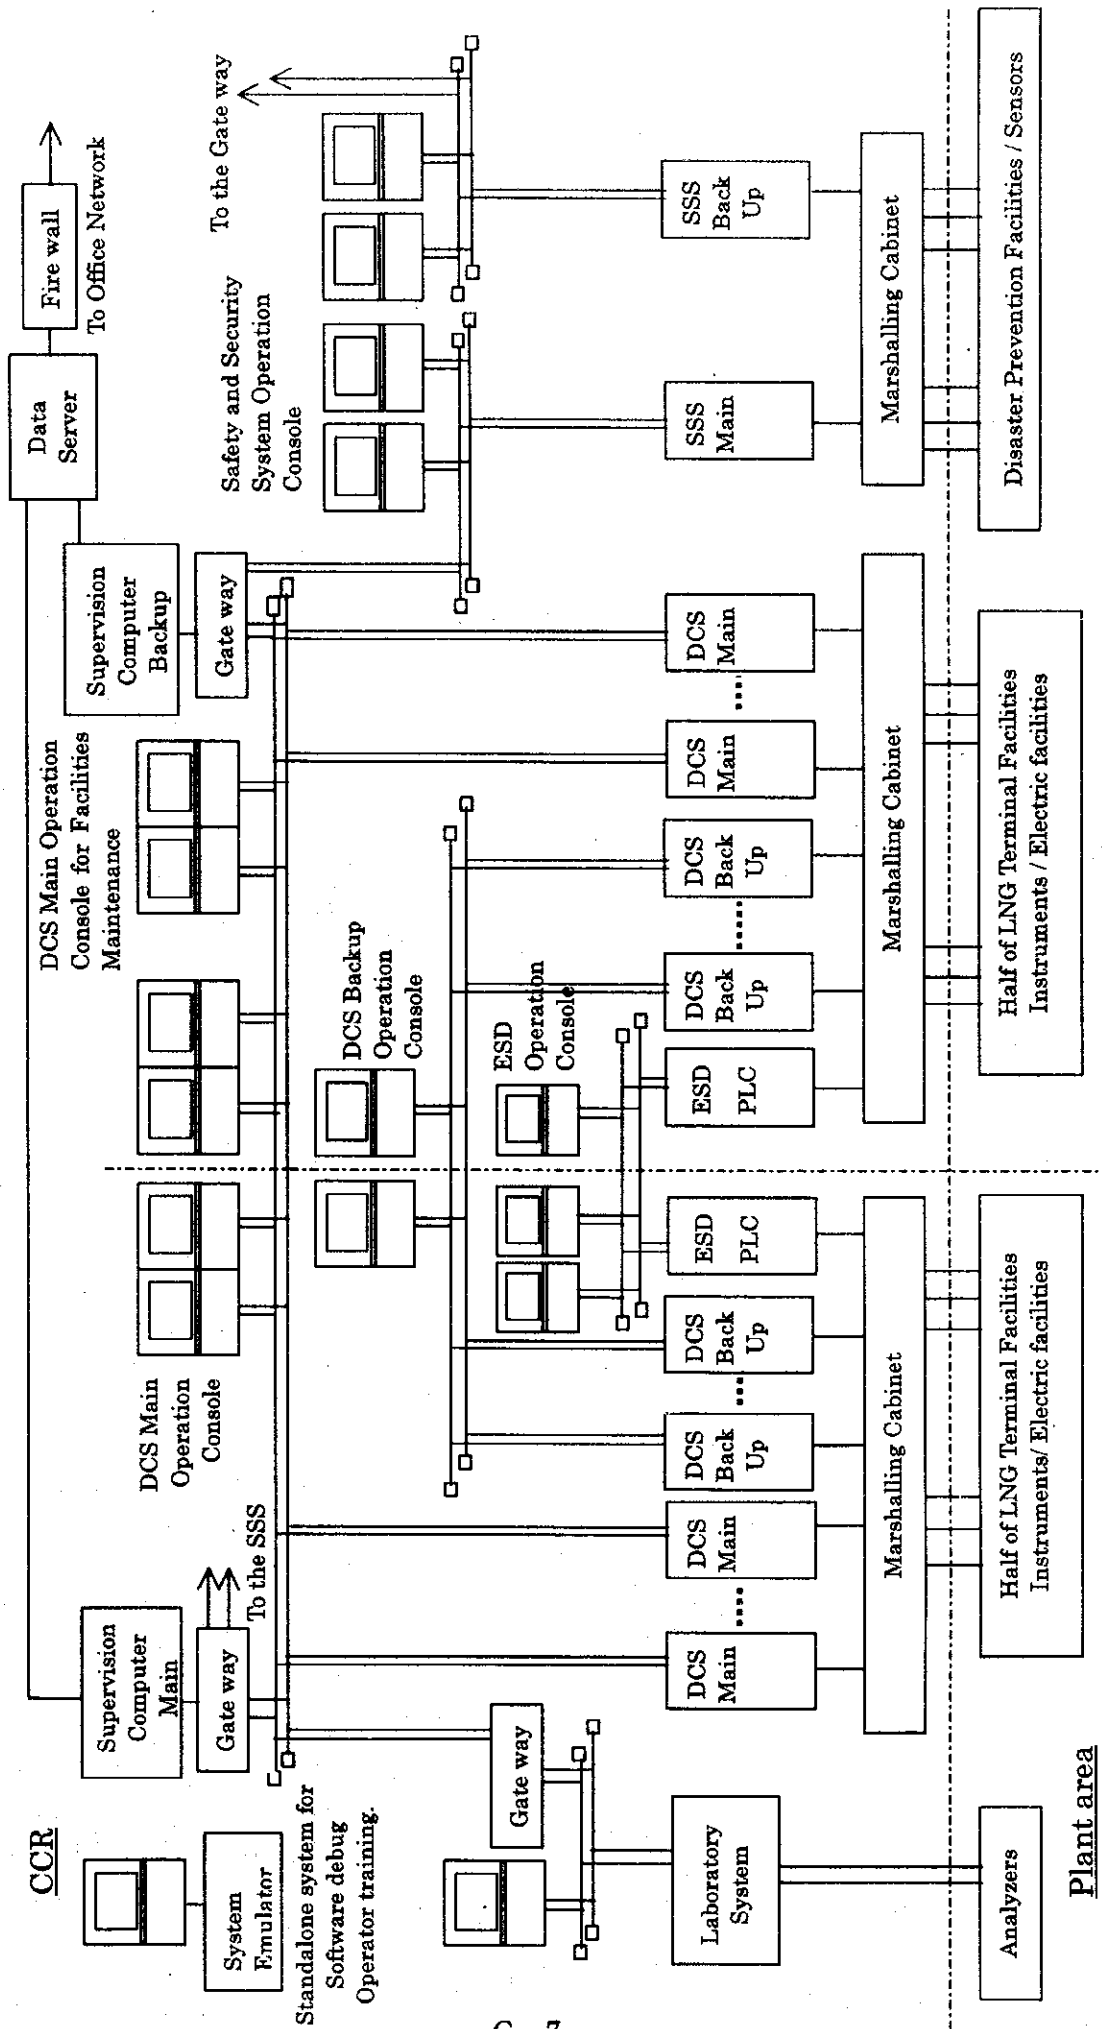 CCR
System
Emulator
Standalone system for
Software debug
Operator training.
Supervision
Computer
Main
Gate way
To the SSS
DCS Main
Operation
Console
DCS Main Operation
Console for Facilities
Maintenance
Supervision
Computer
Backup
Gate way
Data
Server
Fire wall
To Office Network
Safety and Security
System Operation
Console
To the Gate way
DCS Backup
Operation
Console
ESD
Operation
Console
Gate way
Laboratory
System
DCS
Main
DCS
Main
DCS
Back
Up
DCS
Back
Up
ESD
PLC
ESD
PLC
DCS
Back
Up
DCS
Back
Up
DCS
Main
DCS
Main
SSS
Main
SSS
Back
Up
Marshalling Cabinet
Marshalling Cabinet
Marshalling Cabinet
Analyzers
Half of LNG Terminal Facilities
Instruments/ Electric facilities
Half of LNG Terminal Facilities
Instruments / Electric facilities
Disaster Prevention Facilities / Sensors
Plant area